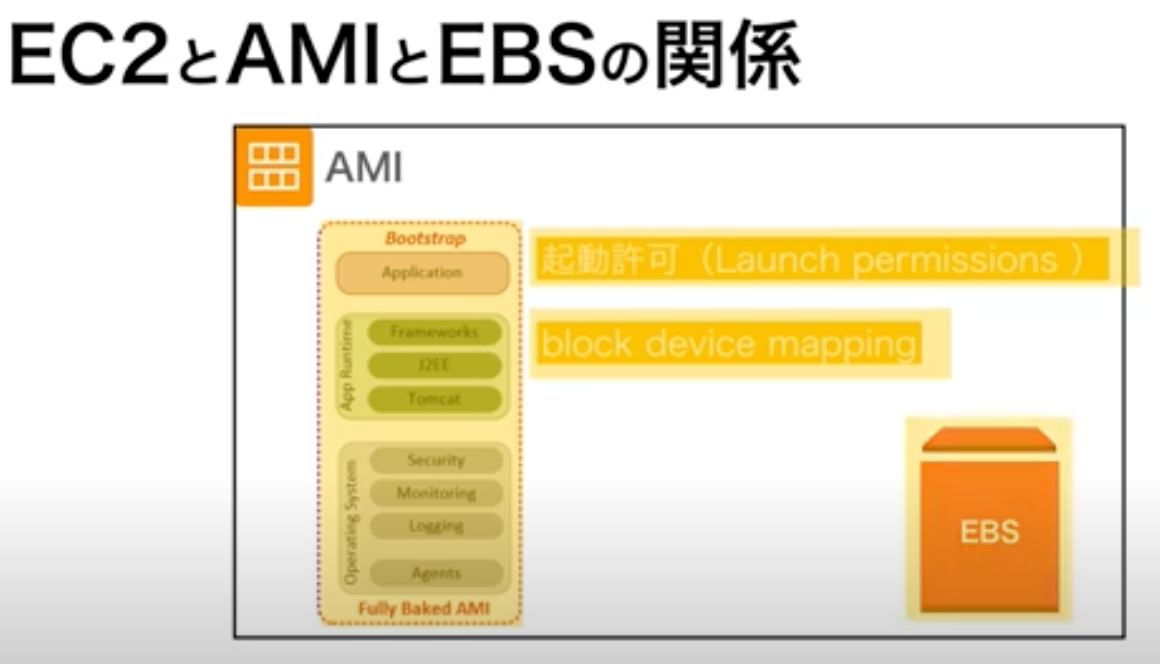 EC2とAMIとEBSの関係
AMI
Bootstrap
Application
App Runtime
Frameworks
J2EE
Tomcat
Operating System
Security
Monitoring
Logging
Agents
Fully Baked AMI
起動許可（Launch permissions ）
block device mapping
EBS